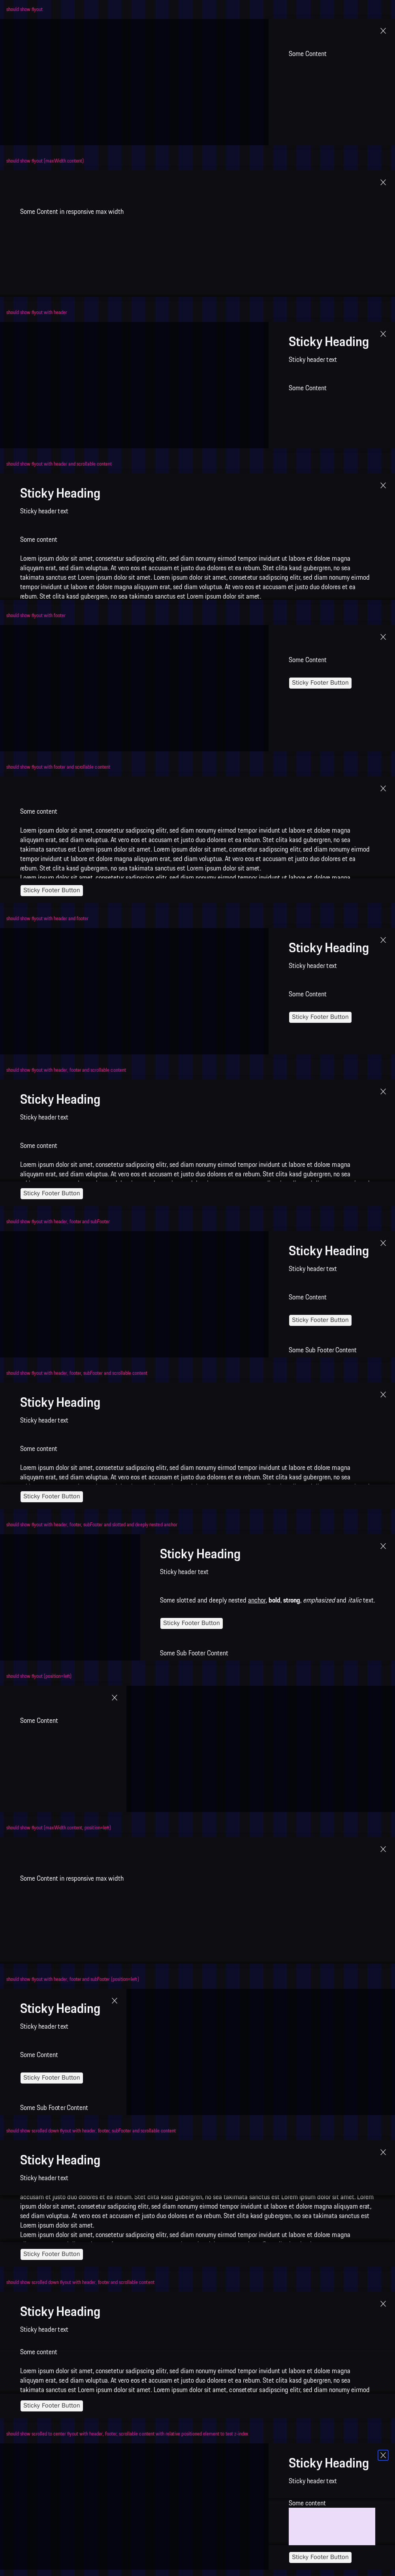 should show flyout
Some Content
should show flyout (maxWidth content)
Some Content in responsive max width
should show flyout with header
Sticky Heading
Sticky header text
Some Content
should show flyout with header und scrollable content
Sticky Heading
Sticky header text
Some content
Lorem ipsum dolor sit amet, consetetur sadipscing elitr, sed diam nonumy eirmod tempor invidunt ut labore et dolore magna
aliquyam erat, sed diam voluptua. At vero eos et accusam et justo duo dolores et ea rebum. Stet clita kasd gubergren, no sea
takimata sanctus est Lorem ipsum dolor sit amet. Lorem ipsum dolor sit amet, consetetur sadipscing elitr, sed diam nonumy eirmod
tempor invidunt ut labore et dolore magna aliquyam erat, sed diam voluptua. At vero eos et accusam et justo duo dolores et ea
rebum. Stet clita kasd gubergren, no sea takimata sanctus est Lorem ipsum dolor sit amet.
should show flyout with footer
Some Content
Sticky Footer Button
should show flyout with footer and scrollable content
Some content
Lorem ipsum dolor sit amet, consetetur sadipscing elitr, sed diam nonumy eirmod tempor invidunt ut labore et dolore magna
aliquyam erat, sed diam voluptua. At vero eos et accusam et justo duo dolores et ea rebum. Stet clita kasd gubergren, no sea
takimata sanctus est Lorem ipsum dolor sit amet. Lorem ipsum dolor sit amet, consetetur sadipscing elitr, sed diam nonumy eirmod
tempor invidunt ut labore et dolore magna aliquyam erat, sed diam voluptua. At vero eos et accusam et justo duo dolores et ea
rebum. Stet clita kasd gubergren, no sea takimata sanctus est Lorem ipsum dolor sit amet.
Lorem ipsum dolor sit amet, consetetur sadipscing elitr, sed diam nonumy eirmod tempor invidunt ut labore et dolore magna
Sticky Footer Button
should show flyout with header and footer
Sticky Heading
Sticky header text
Some Content
Sticky Footer Button
should show flyout with header, footer and scrollable content
Sticky Heading
Sticky header text
Some content
Lorem ipsum dolor sit amet, consetetur sadipscing elitr, sed diam nonumy eirmod tempor invidunt ut labore et dolore magna
aliquyam erat, sed diam voluptua. At vero eos et accusam et justo duo dolores et ea rebum. Stet clita kasd gubergren, no sea
Sticky Footer Button
should show flyout with header, footer and subFooter
Sticky Heading
Sticky header text
Some Content
Sticky Footer Button
Some Sub Footer Content
should show flyout with header, footer, subFooter and scrollable content
Sticky Heading
Sticky header text
Some content
Lorem ipsum dolor sit amet, consetetur sadipscing elitr, sed diam nonumy eirmod tempor invidunt ut labore et dolore magna
aliquyam erat, sed diam voluptua. At vero eos et accusam et justo duo dolores et ea rebum. Stet clita kasd gubergren, no sea
Sticky Footer Button
should show flyout with header, footer, subFooter and slotted and deeply nested anchor
Sticky Heading
Sticky header text
Some slotted and deeply nested anchor, bold, strong, emphasized and italic text.
Sticky Footer Button
Some Sub Footer Content
should show flyout (position=left)
Some Content
should show flyout (maxWidth content, position=left)
Some Content in responsive max width
should show flyout with header, footer and subFooter (position=left)
Sticky Heading
Sticky header text
Some Content
Sticky Footer Button
Some Sub Footer Content
should show scrolled down flyout with header, footer, subFooter and scrollable content
Sticky Heading
Sticky header text
accusam et justo duo dolores et ea rebum. Stet clita kasd gubergren, no sea takimata sanctus est Lorem ipsum dolor sit amet. Lorem
ipsum dolor sit amet, consetetur sadipscing elitr, sed diam nonumy eirmod tempor invidunt ut labore et dolore magna aliquyam erat,
sed diam voluptua. At vero eos et accusam et justo duo dolores et ea rebum. Stet clita kasd gubergren, no sea takimata sanctus est
Lorem ipsum dolor sit amet.
Lorem ipsum dolor sit amet, consetetur sadipscing elitr, sed diam nonumy eirmod tempor invidunt ut labore et dolore magna
Sticky Footer Button
should show scrolled down flyout with header, footer and scrollable content
Sticky Heading
Sticky header text
Some content
Lorem ipsum dolor sit amet, consetetur sadipscing elitr, sed diam nonumy eirmod tempor invidunt ut labore et dolore magna
aliquyam erat, sed diam voluptua. At vero eos et accusam et justo duo dolores et ea rebum. Stet clita kasd gubergren, no sea
takimata sanctus est Lorem ipsum dolor sit amet. Lorem ipsum dolor sit amet, consetetur sadipscing elitr, sed diam nonumy eirmod
Sticky Footer Button
should show scrolled to center flyout with header, footer, scrollable content with relative positioned element to test z-index
Sticky Heading
Sticky header text
Some content
Sticky Footer Button